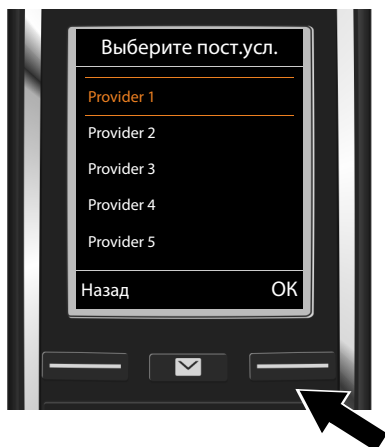 Выберите пост.усл.
Provider 1
Provider 2
Provider 3
Provider 4
Provider 5
Назад OK